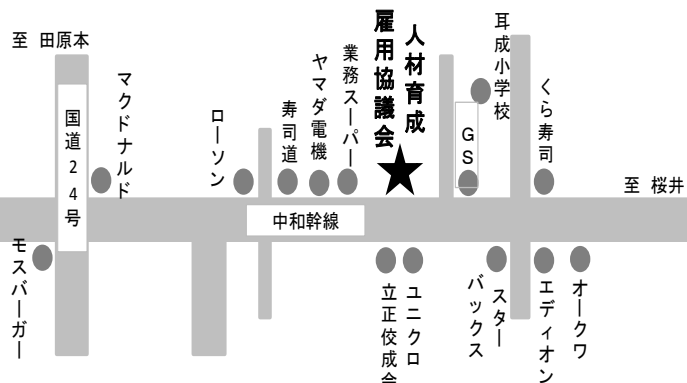 至 田原本
国道24号
マクドナルド
モスバーガー
ローソン
寿司道
ヤマダ電機
業務スーパー
人材育成
雇用協議会
GS
耳成小学校
くら寿司
至 桜井
中和幹線
立正佼成会
ユニクロ
スター
バックス
エディオン
オークワ